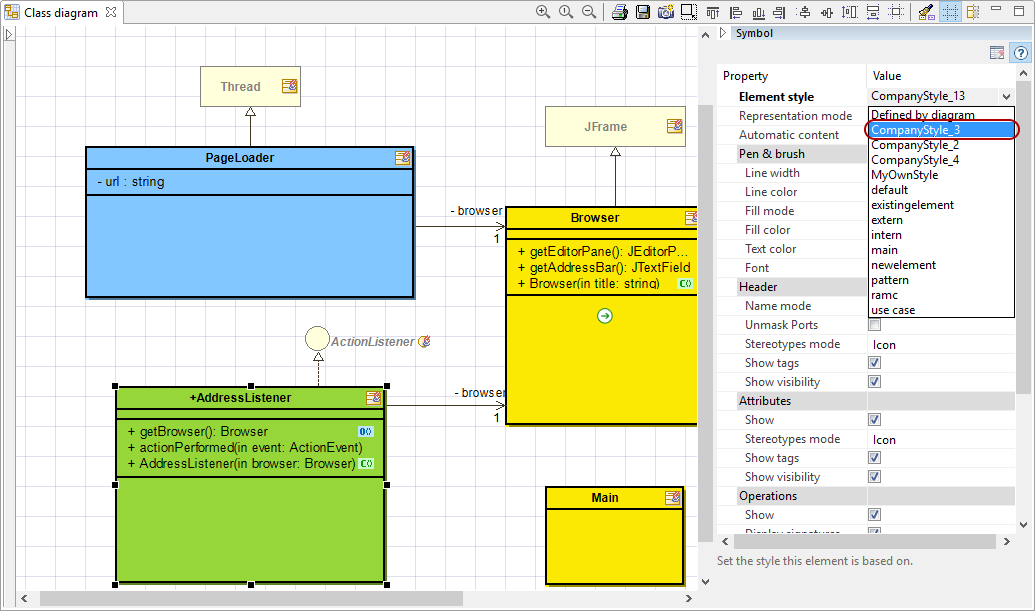 Class diagram
Symbol
Thread
JFrame
PageLoader
- url : string
- browser
1
Browser
+ getEditorPane(): JEditorP...
+ getAddressBar(): JTextField
+ Browser(in title: string)
ActionListener
+AddressListener
+ getBrowser(): Browser
+ actionPerformed(in event: ActionEvent)
+ AddressListener(in browser: Browser)
- browser
1
Main
Property Value
Element style CompanyStyle_13
Representation mode
Automatic content
Pen & brush
Line width
Line color
Fill mode
Fill color
Text color
Font
Header
Name mode
Unmask Ports
Defined by diagram
CompanyStyle_3
CompanyStyle_2
CompanyStyle_4
MyOwnStyle
default
existingelement
extern
intern
main
newelement
pattern
ramc
use case
Stereotypes mode Icon
Show tags
Show visibility
Attributes
Show
Stereotypes mode Icon
Show tags
Show visibility
Operations
Show
Display signatures
Set the style this element is based on.